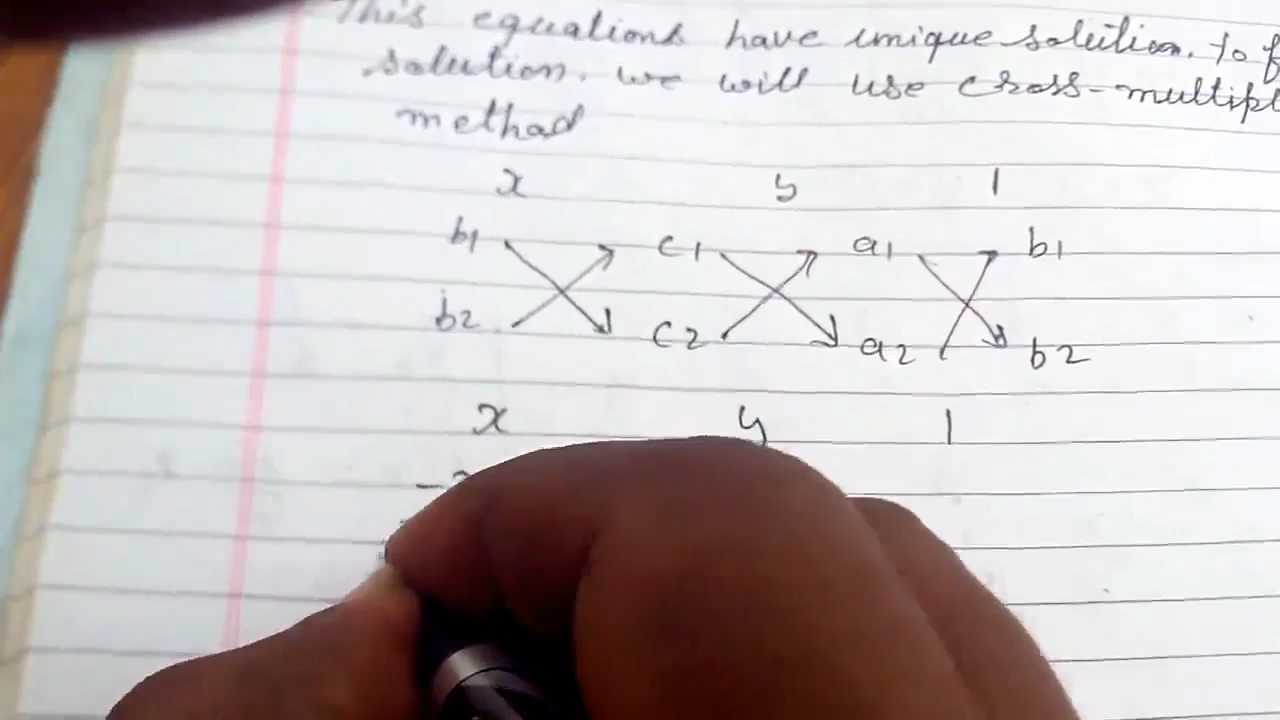 This equations have unique solution. to f
solution. we will use cross-multipl
method
x y 1
b1 c1 a1 b1
b2 c2 a2 b2
x y 1